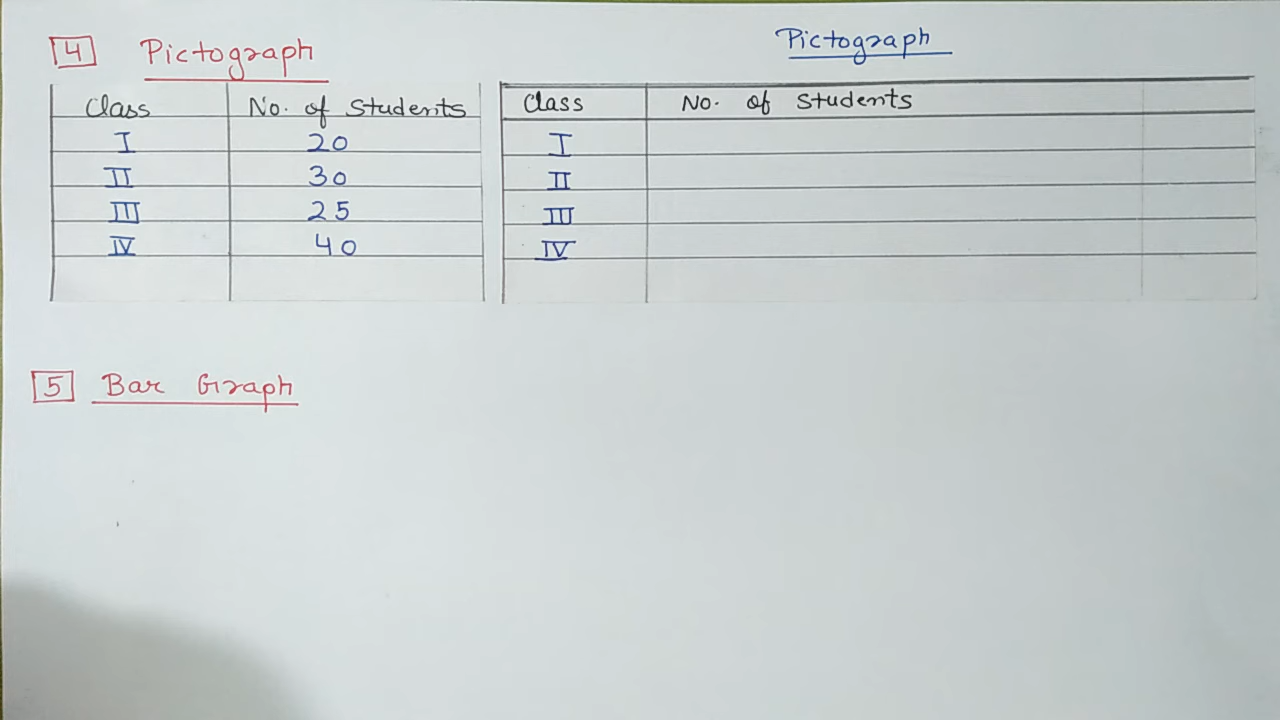 4 Pictograph
Class No. of Students
I 20
II 30
III 25
IV 40
Pictograph
Class No. of Students
I
II
III
IV
5 Bar Graph